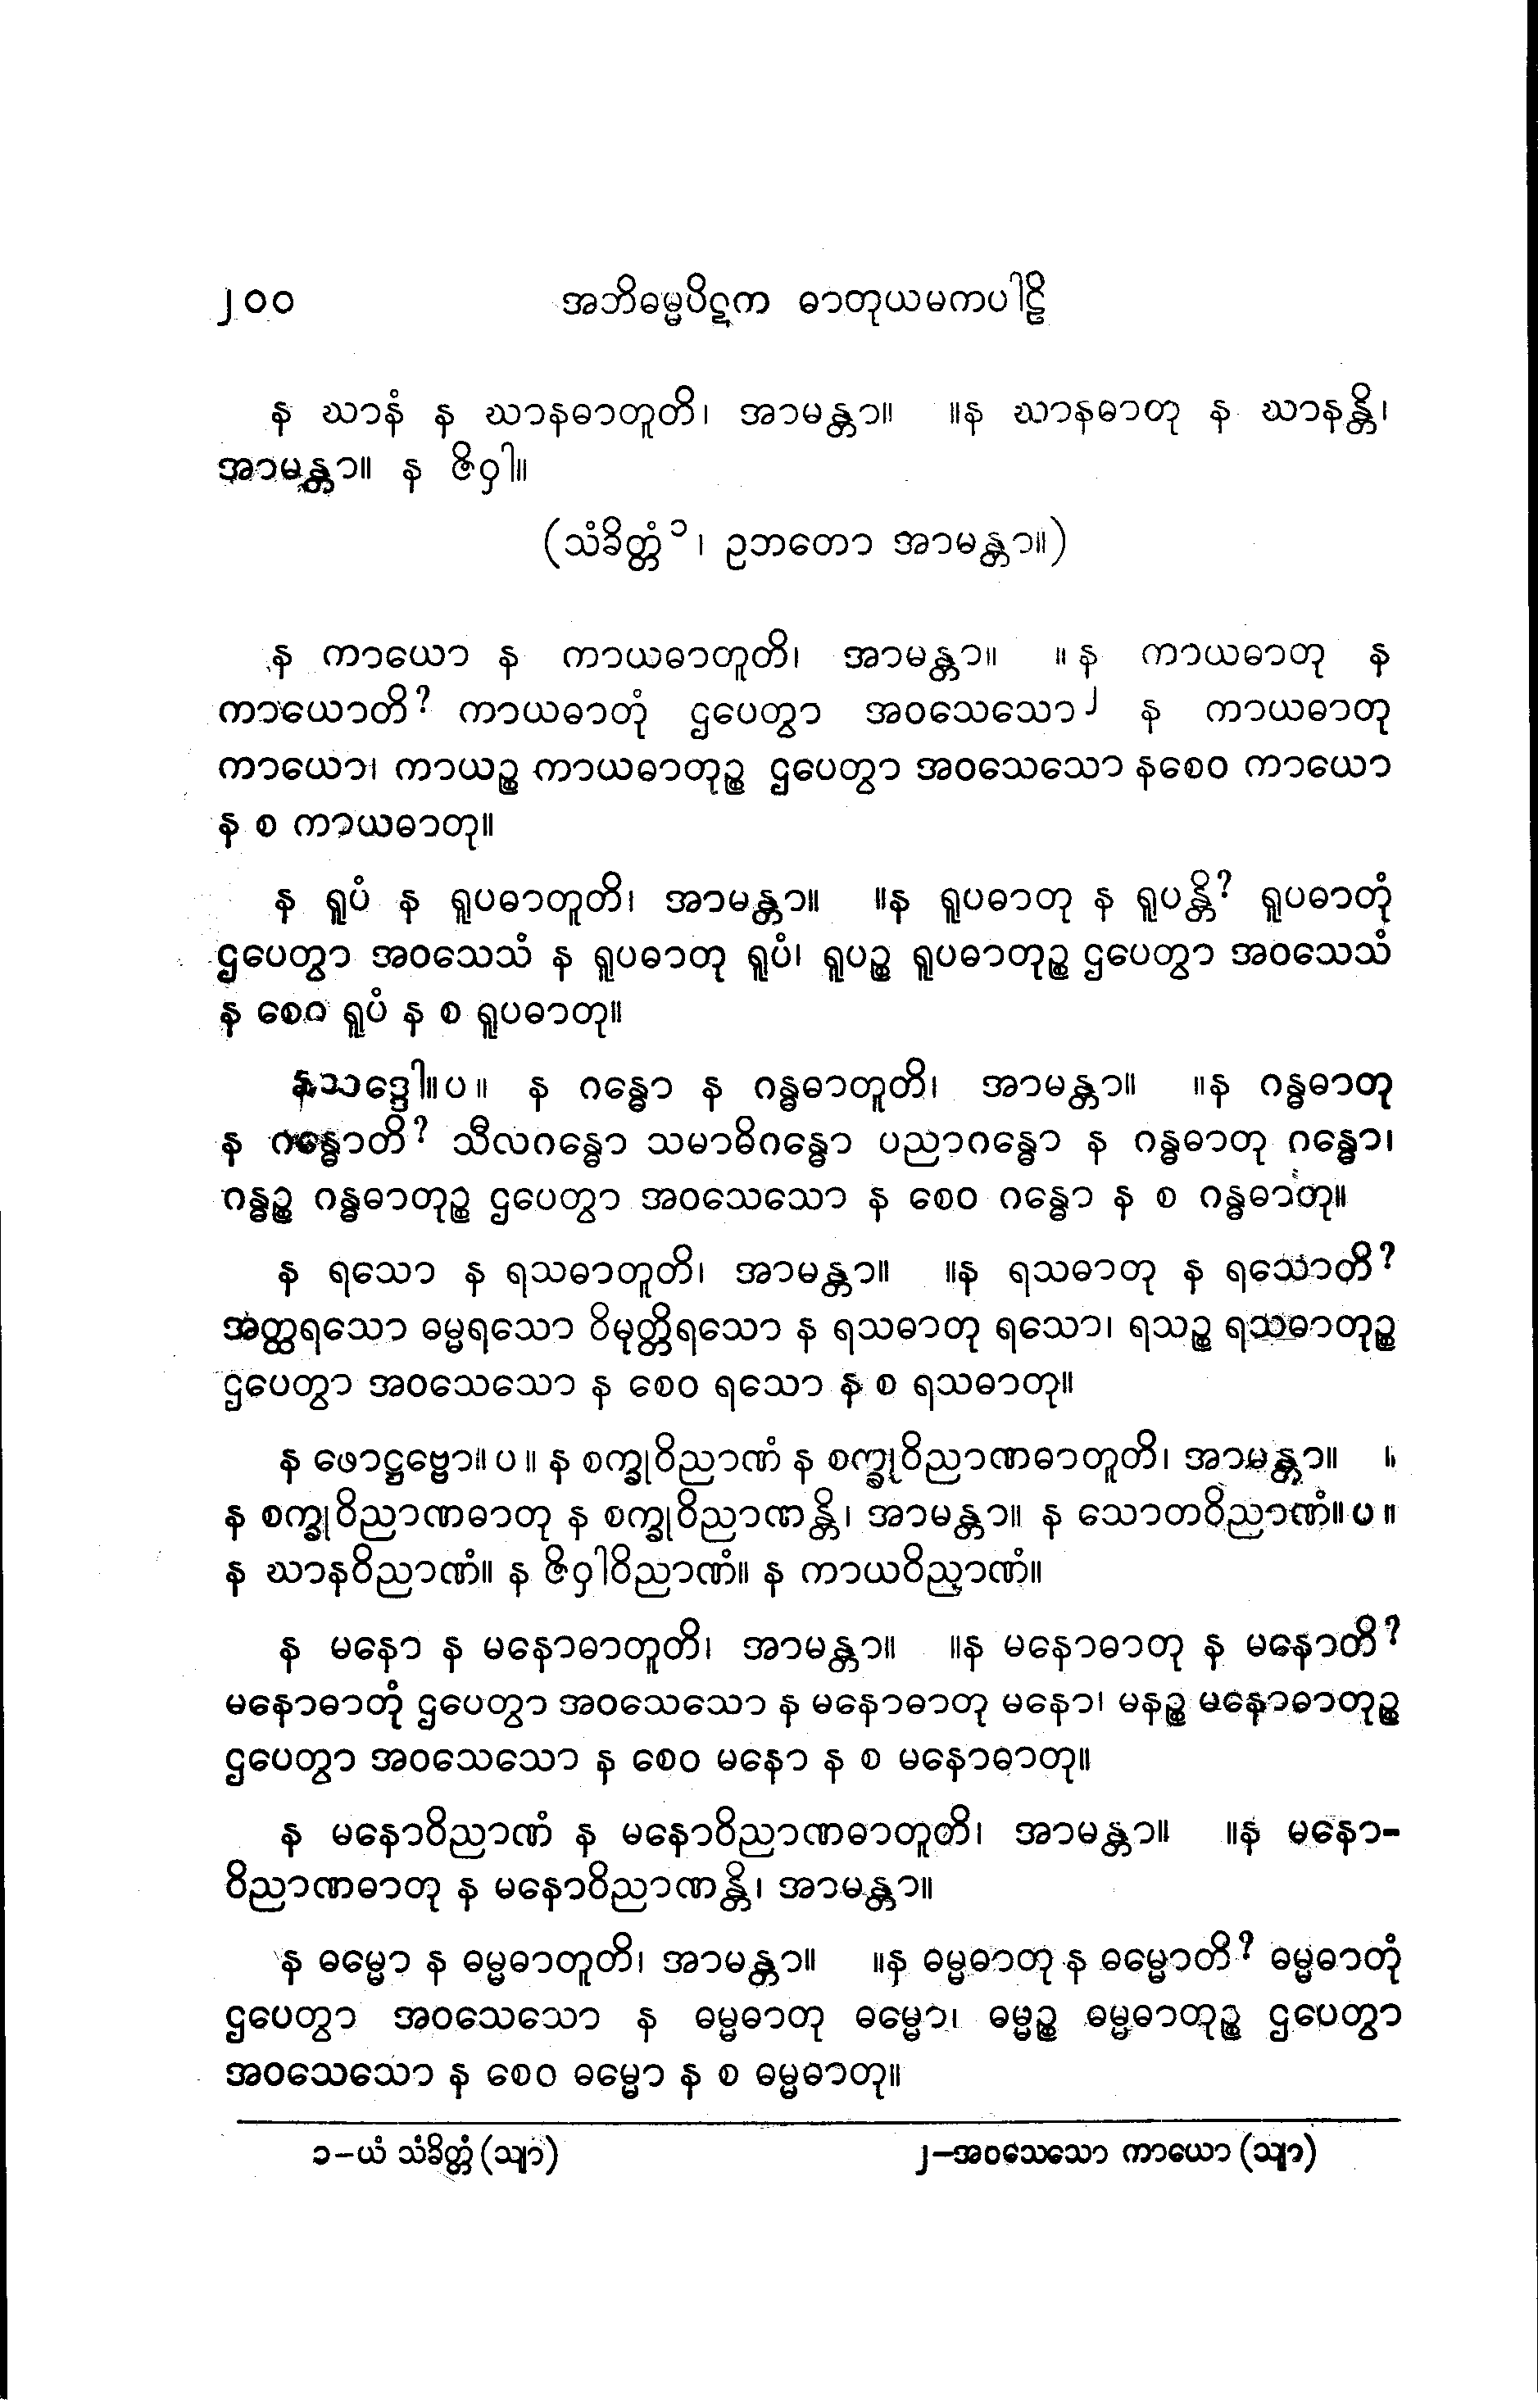 ၂၀၀ အဘိဓမ္မပိဋက ဓာတုယမကပါဠိ
န ဃာနံ န ဃာနဓာတူတိ၊ အာမန္တာ။ ။န ဃာနဓာတု န ဃာနန္တိ၊
အာမန္တာ။ န ဇိဝှါ။
(သံခိတ္တံ၁၊ ဥဘတော အာမန္တာ။)
န ကာယော န ကာယဓာတူတိ၊ အာမန္တာ။ ။န ကာယဓာတု န
ကာယောတိ? ကာယဓာတုံ ဌပေတွာ အဝသေသော၂ န ကာယဓာတု
ကာယော၊ ကာယဉ္စ ကာယဓာတုဉ္စ ဌပေတွာ အဝသေသော နစေဝ ကာယော
န စ ကာယဓာတု။
န ရူပံ န ရူပဓာတူတိ၊ အာမန္တာ။ ။န ရူပဓာတု န ရူပန္တိ? ရူပဓာတုံ
ဌပေတွာ အဝသေသံ န ရူပဓာတု ရူပံ၊ ရူပဉ္စ ရူပဓာတုဉ္စ ဌပေတွာ အဝသေသံ
န စေဝ ရူပံ န စ ရူပဓာတု။
န သဒ္ဒေါ။ပ။ န ဂန္ဓော န ဂန္ဓဓာတူတိ၊ အာမန္တာ။ ။န ဂန္ဓဓာတု
န ဂန္ဓောတိ? သီလဂန္ဓော သမာဓိဂန္ဓော ပညာဂန္ဓော န ဂန္ဓဓာတု ဂန္ဓော၊
ဂန္ဓဉ္စ ဂန္ဓဓာတုဉ္စ ဌပေတွာ အဝသေသော န စေဝ ဂန္ဓော န စ ဂန္ဓဓာတု။
န ရသော န ရသဓာတူတိ၊ အာမန္တာ။ ။န ရသဓာတု န ရသောတိ?
အတ္ထရသော ဓမ္မရသော ဝိမုတ္တိရသော န ရသဓာတု ရသော၊ ရသဉ္စ ရသဓာတုဉ္စ
ဌပေတွာ အဝသေသော န စေဝ ရသော န စ ရသဓာတု။
န ဖောဋ္ဌဗ္ဗော။ပ။ န စက္ခုဝိညာဏံ န စက္ခုဝိညာဏဓာတူတိ၊ အာမန္တာ။ ။
န စက္ခုဝိညာဏဓာတု န စက္ခုဝိညာဏန္တိ၊ အာမန္တာ။ န သောတဝိညာဏံ။ပ။
န ဃာနဝိညာဏံ။ န ဇိဝှါဝိညာဏံ။ န ကာယဝိညာဏံ။
န မနော န မနောဓာတူတိ၊ အာမန္တာ။ ။န မနောဓာတု န မနောတိ?
မနောဓာတုံ ဌပေတွာ အဝသေသော န မနောဓာတု မနော၊ မနဉ္စ မနောဓာတုဉ္စ
ဌပေတွာ အဝသေသော န စေဝ မနော န စ မနောဓာတု။
န မနောဝိညာဏံ န မနောဝိညာဏဓာတူတိ၊ အာမန္တာ။ ။န မနော-
ဝိညာဏဓာတု န မနောဝိညာဏန္တိ၊ အာမန္တာ။
န ဓမ္မော န ဓမ္မဓာတူတိ၊ အာမန္တာ။ ။န ဓမ္မဓာတု န ဓမ္မောတိ? ဓမ္မဓာတုံ
ဌပေတွာ အဝသေသော န ဓမ္မဓာတု ဓမ္မော၊ ဓမ္မဉ္စ ဓမ္မဓာတုဉ္စ ဌပေတွာ
အဝသေသော န စေဝ ဓမ္မော န စ ဓမ္မဓာတု။
၁-ယံ သံခိတ္တံ (သျာ) ၂-အဝသေသော ကာယော (သျာ)